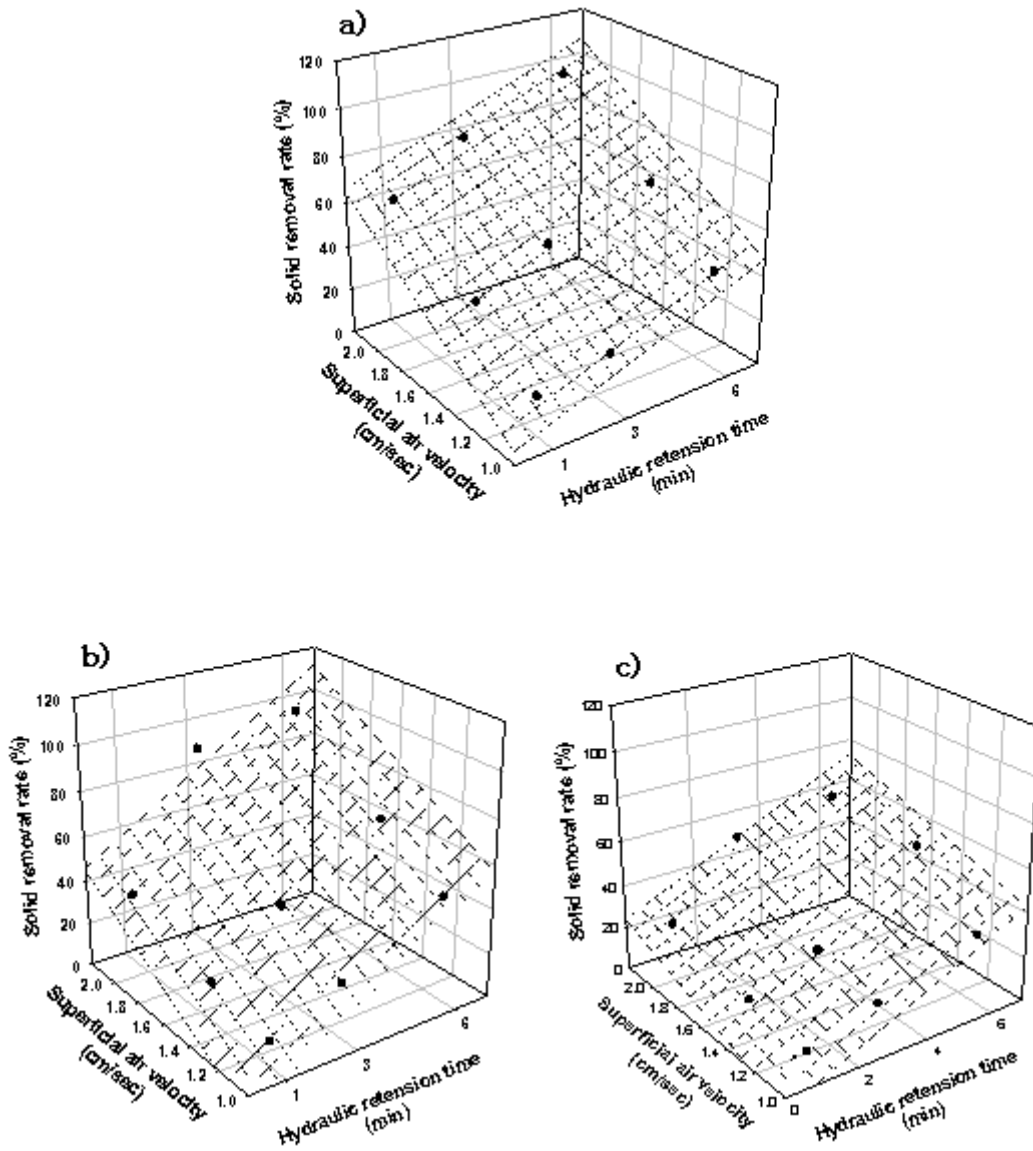 a)
120
100
80
60
40
20
0
Solid removal rate (%)
2.0
1.8
1.6
1.4
1.2
1.0
Superficial air velocity
(cm/sec)
1
3
6
Hydraulic retension time
(min)
b)
120
100
80
60
40
20
0
Solid removal rate (%)
2.0
1.8
1.6
1.4
1.2
1.0
Superficial air velocity
(cm/sec)
1
3
6
Hydraulic retension time
(min)
c)
120
100
80
60
40
20
0
Solid removal rate (%)
2.0
1.8
1.6
1.4
1.2
1.0
Superficial air velocity
(cm/sec)
0
2
4
6
Hydraulic retension time
(min)